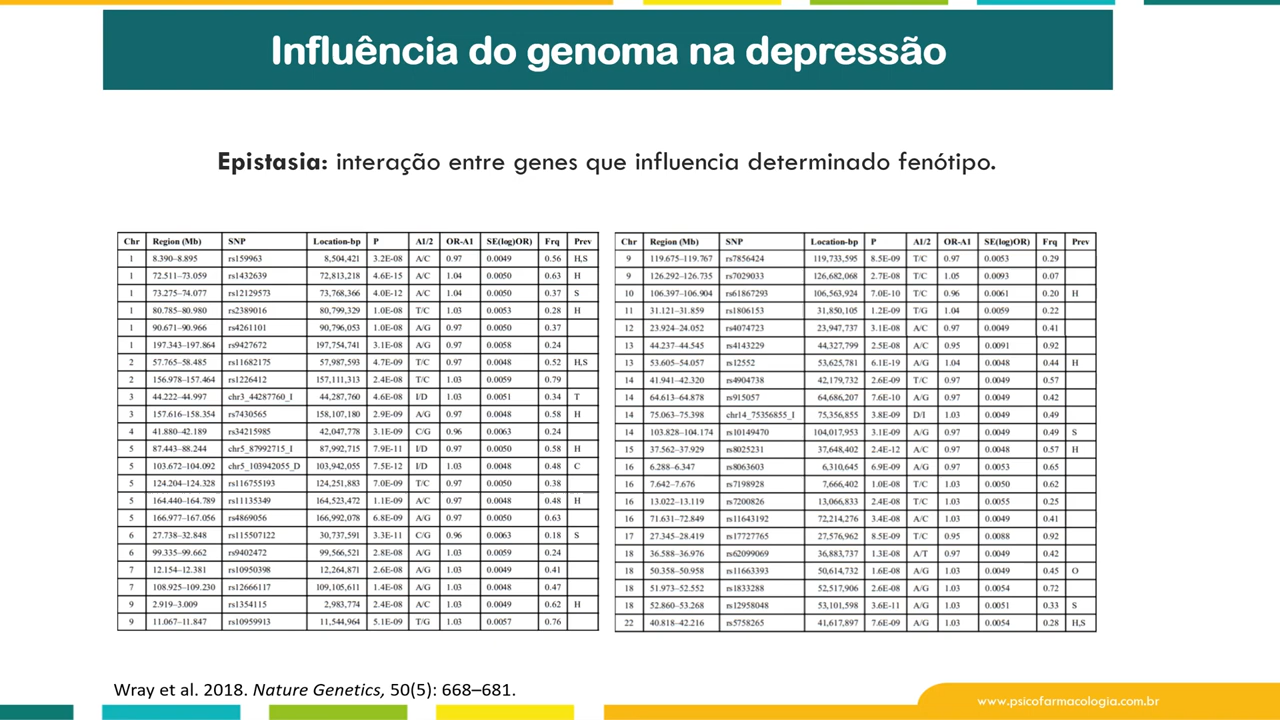 Influência do genoma na depressão
Epistasia: interação entre genes que influencia determinado fenótipo.
Chr Region (Mb) SNP Location-bp P A1/2 OR-A1 SE(log)OR) Frq Prev
1 8.390–8.895 rs159963 8,504,421 3.2E-08 A/C 0.97 0.0049 0.56 H,S
1 72.511–73.059 rs1432639 72,813,218 4.6E-15 A/C 1.04 0.0050 0.63 H
1 73.275–74.077 rs12129573 73,768,366 4.0E-12 A/C 1.04 0.0050 0.37 S
1 80.785–80.980 rs2389016 80,799,329 1.0E-08 T/C 1.03 0.0053 0.28 H
1 90.671–90.966 rs4261101 90,796,053 1.0E-08 A/G 0.97 0.0050 0.37
1 197.343–197.864 rs9427672 197,754,741 3.1E-08 A/G 0.97 0.0058 0.24
2 57.765–58.485 rs11682175 57,987,593 4.7E-09 T/C 0.97 0.0048 0.52 H,S
2 156.978–157.464 rs1226412 157,111,313 2.4E-08 T/C 1.03 0.0059 0.79
3 44.222–44.997 chr3_44287760_I 44,287,760 4.6E-08 I/D 1.03 0.0051 0.34 T
3 157.616–158.354 rs7430565 158,107,180 2.9E-09 A/G 0.97 0.0048 0.58 H
4 41.880–42.189 rs34215985 42,047,778 3.1E-09 C/G 0.96 0.0063 0.24
5 87.443–88.244 chr5_87992715_I 87,992,715 7.9E-11 I/D 0.97 0.0050 0.58 H
5 103.672–104.092 chr5_103942055_D 103,942,055 7.5E-12 I/D 1.03 0.0048 0.48 C
5 124.204–124.328 rs116755193 124,251,883 7.0E-09 T/C 0.97 0.0050 0.38
5 164.440–164.789 rs11135349 164,523,472 1.1E-09 A/C 0.97 0.0048 0.48 H
5 166.977–167.056 rs4869056 166,992,078 6.8E-09 A/G 0.97 0.0050 0.63
6 27.738–32.848 rs115507122 30,737,591 3.3E-11 C/G 0.96 0.0063 0.18 S
6 99.335–99.662 rs9402472 99,566,521 2.8E-08 A/G 1.03 0.0059 0.24
7 12.154–12.381 rs10950398 12,264,871 2.6E-08 A/G 1.03 0.0049 0.41
7 108.925–109.230 rs12666117 109,105,611 1.4E-08 A/G 1.03 0.0048 0.47
9 2.919–3.009 rs1354115 2,983,774 2.4E-08 A/C 1.03 0.0049 0.62 H
9 11.067–11.847 rs10959913 11,544,964 5.1E-09 T/G 1.03 0.0057 0.76
Chr Region (Mb) SNP Location-bp P A1/2 OR-A1 SE(log)OR) Frq Prev
9 119.675–119.767 rs7856424 119,733,595 8.5E-09 T/C 0.97 0.0053 0.29
9 126.292–126.735 rs7029033 126,682,068 2.7E-08 T/C 1.05 0.0093 0.07
10 106.397–106.904 rs61867293 106,563,924 7.0E-10 T/C 0.96 0.0061 0.20 H
11 31.121–31.859 rs1806153 31,850,105 1.2E-09 T/G 1.04 0.0059 0.22
12 23.924–24.052 rs4074723 23,947,737 3.1E-08 A/C 0.97 0.0049 0.41
13 44.237–44.545 rs4143229 44,327,799 2.5E-08 A/C 0.95 0.0091 0.92
13 53.605–54.057 rs12552 53,625,781 6.1E-19 A/G 1.04 0.0048 0.44 H
14 41.941–42.320 rs4904738 42,179,732 2.6E-09 T/C 0.97 0.0049 0.57
14 64.613–64.878 rs915057 64,686,207 7.6E-10 A/G 0.97 0.0049 0.42
14 75.063–75.398 chr14_75356855_I 75,356,855 3.8E-09 D/I 1.03 0.0049 0.49
14 103.828–104.174 rs10149470 104,017,953 3.1E-09 A/G 0.97 0.0049 0.49 S
15 37.562–37.929 rs8025231 37,648,402 2.4E-12 A/C 0.97 0.0048 0.57 H
16 6.288–6.347 rs8063603 6,310,645 6.9E-09 A/G 0.97 0.0053 0.65
16 7.642–7.676 rs7198928 7,666,402 1.0E-08 T/C 1.03 0.0050 0.62
16 13.022–13.119 rs7200826 13,066,833 2.4E-08 T/C 1.03 0.0055 0.25
16 71.631–72.849 rs11643192 72,214,276 3.4E-08 A/C 1.03 0.0049 0.41
17 27.345–28.419 rs17727765 27,576,962 8.5E-09 T/C 0.95 0.0088 0.92
18 36.588–36.976 rs62099069 36,883,737 1.3E-08 A/T 0.97 0.0049 0.42
18 50.358–50.958 rs11663393 50,614,732 1.6E-08 A/G 1.03 0.0049 0.45 O
18 51.973–52.552 rs1833288 52,517,906 2.6E-08 A/G 1.03 0.0054 0.72
18 52.860–53.268 rs12958048 53,101,598 3.6E-11 A/G 1.03 0.0051 0.33 S
22 40.818–42.216 rs5758265 41,617,897 7.6E-09 A/G 1.03 0.0054 0.28 H,S
Wray et al. 2018. Nature Genetics, 50(5): 668–681.
www.psicofarmacologia.com.br